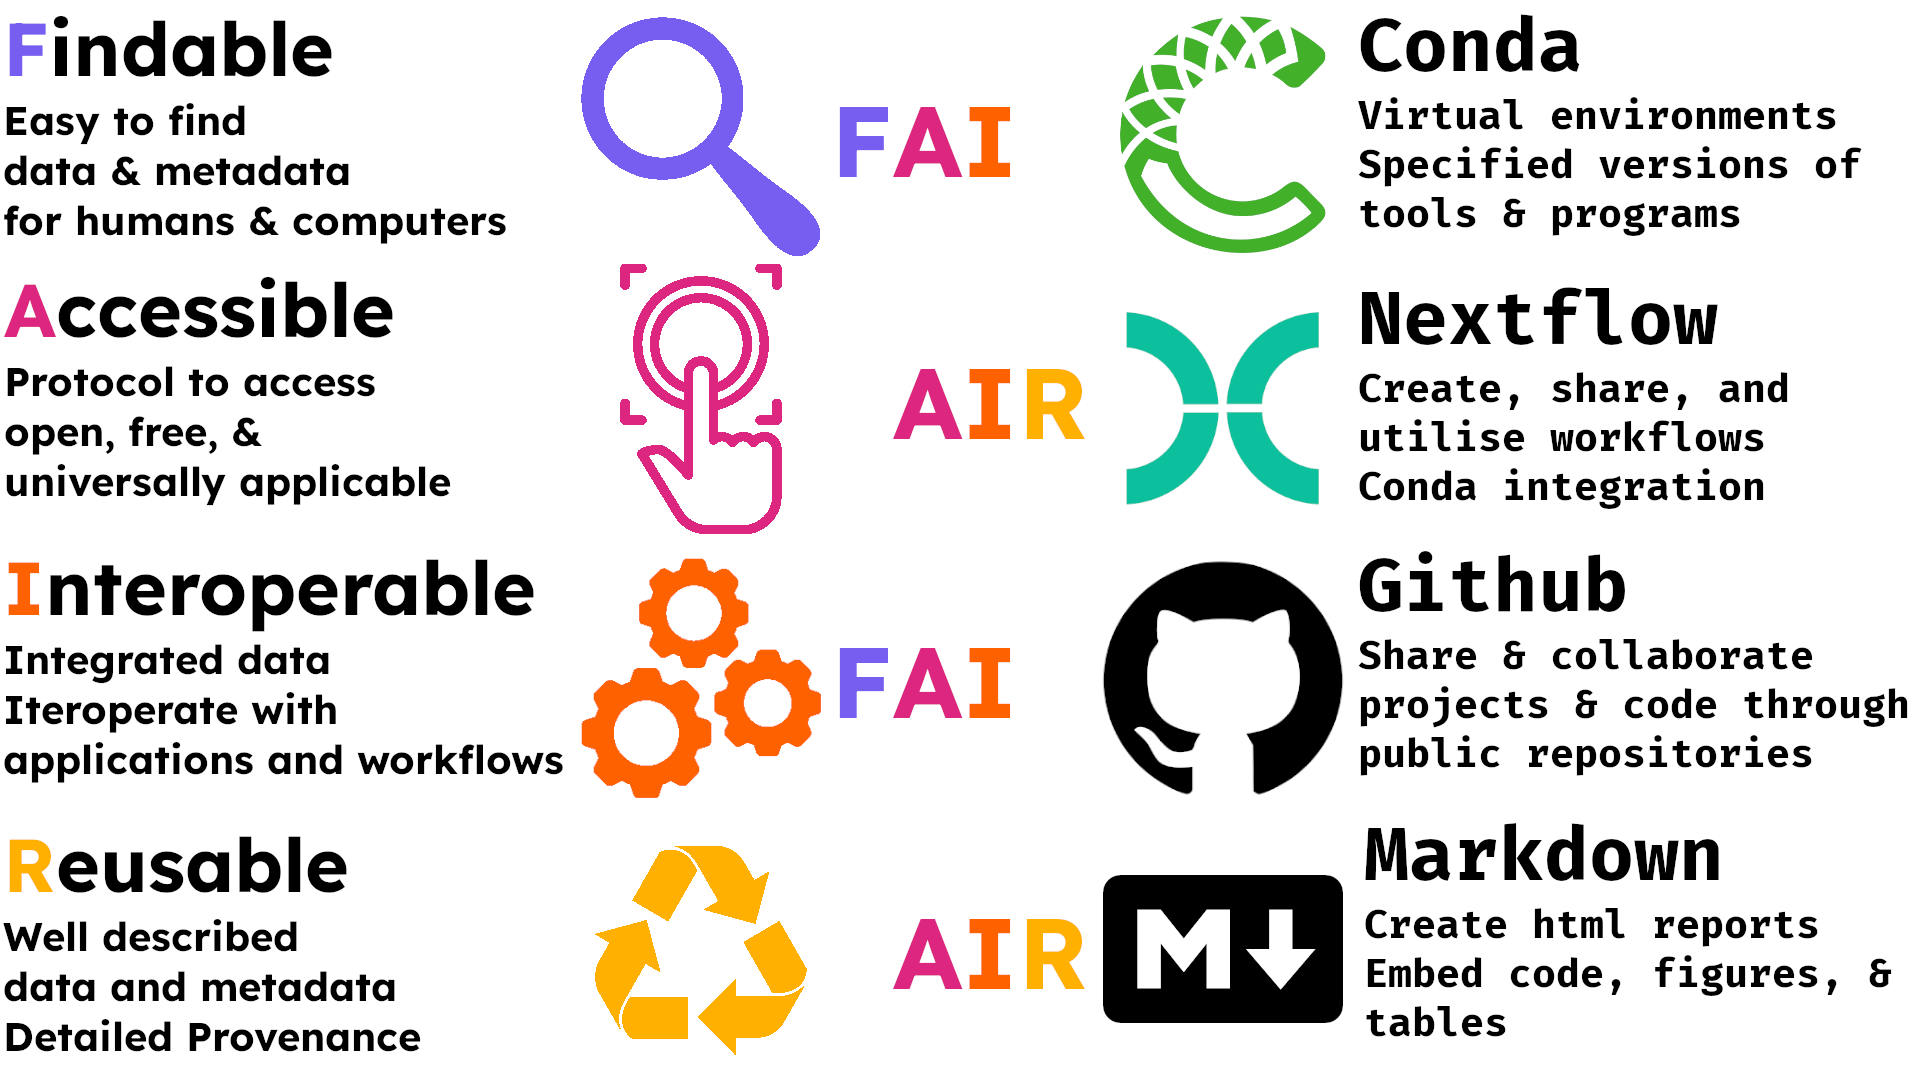 Findable
Easy to find
data & metadata
for humans & computers
FAI
Conda
Virtual environments
Specified versions of
tools & programs
Accessible
Protocol to access
open, free, &
universally applicable
AIR
Nextflow
Create, share, and
utilise workflows
Conda integration
Interoperable
Integrated data
Iteroperate with
applications and workflows
FAI
Github
Share & collaborate
projects & code through
public repositories
Reusable
Well described
data and metadata
Detailed Provenance
AIR
M
Markdown
Create html reports
Embed code, figures, &
tables